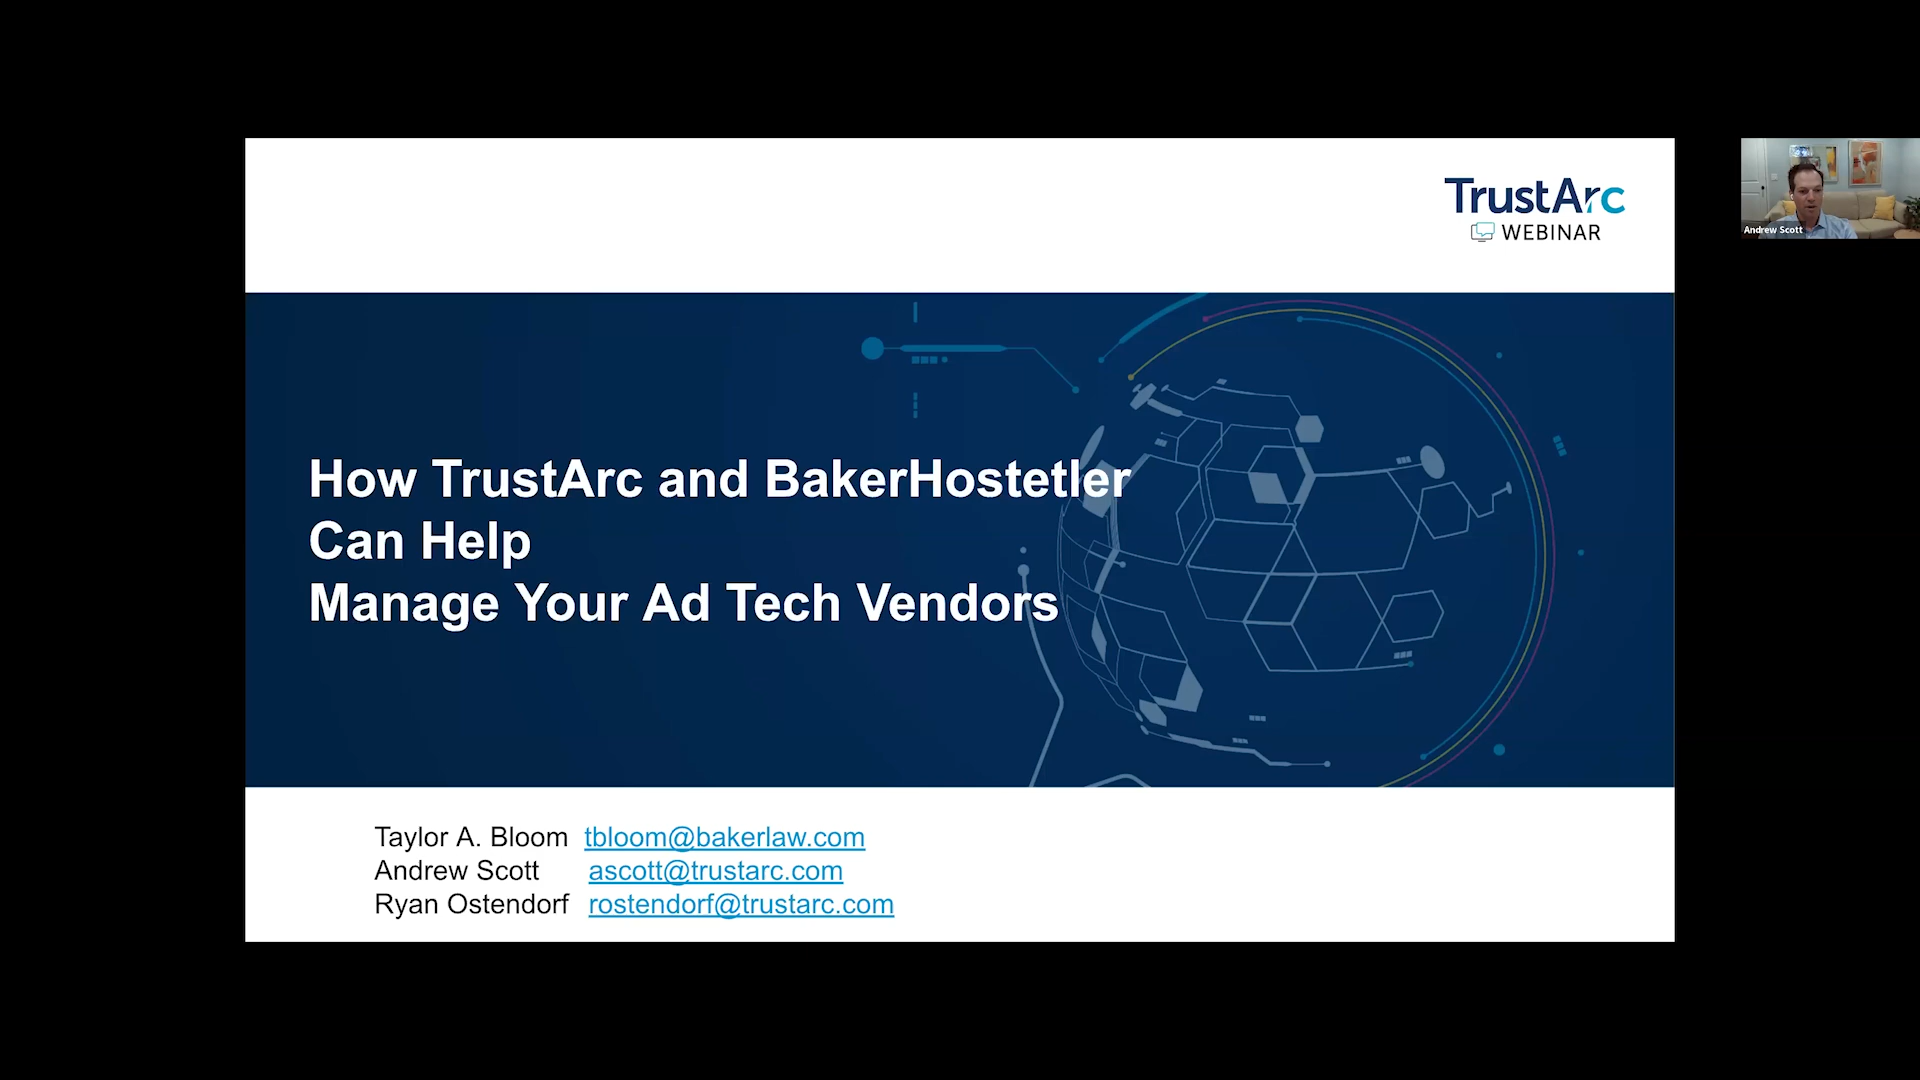 TrustArc
WEBINAR
Andrew Scott
How TrustArc and BakerHostetler
Can Help
Manage Your Ad Tech Vendors
Taylor A. Bloom tbloom@bakerlaw.com
Andrew Scott ascott@trustarc.com
Ryan Ostendorf rostendorf@trustarc.com